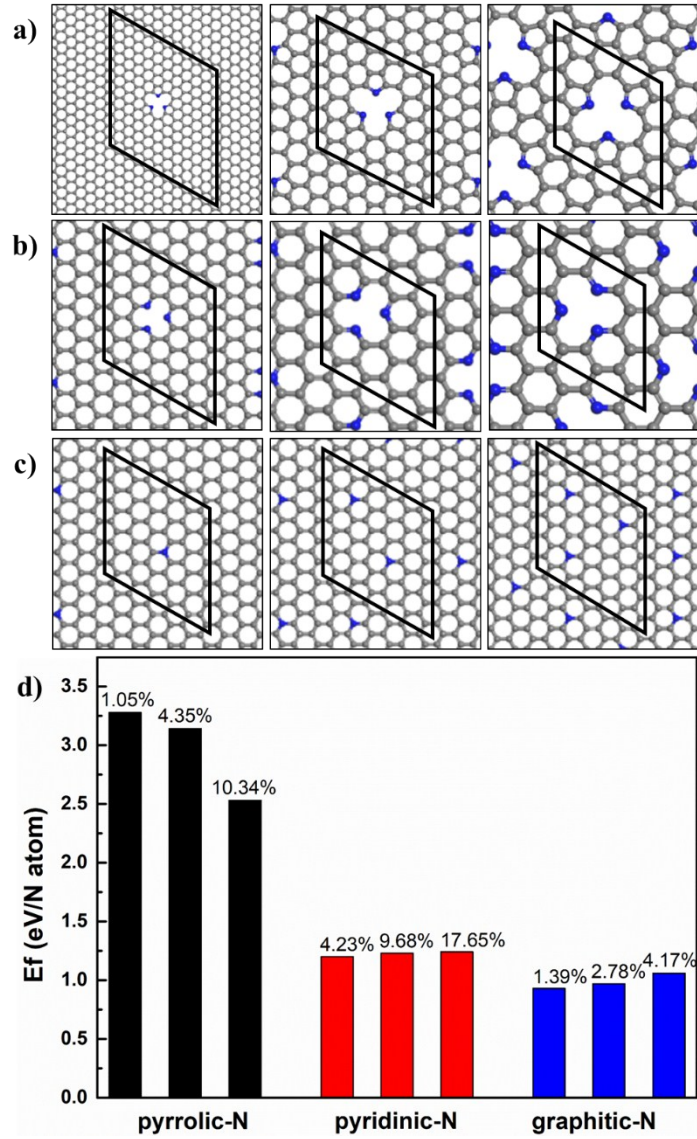 a)
b)
c)
d)
Ef (eV/N atom)
3.5
3.0
2.5
2.0
1.5
1.0
0.5
0.0
1.05%
4.35%
10.34%
4.23% 9.68% 17.65%
1.39% 2.78% 4.17%
pyrrolic-N pyridinic-N graphitic-N